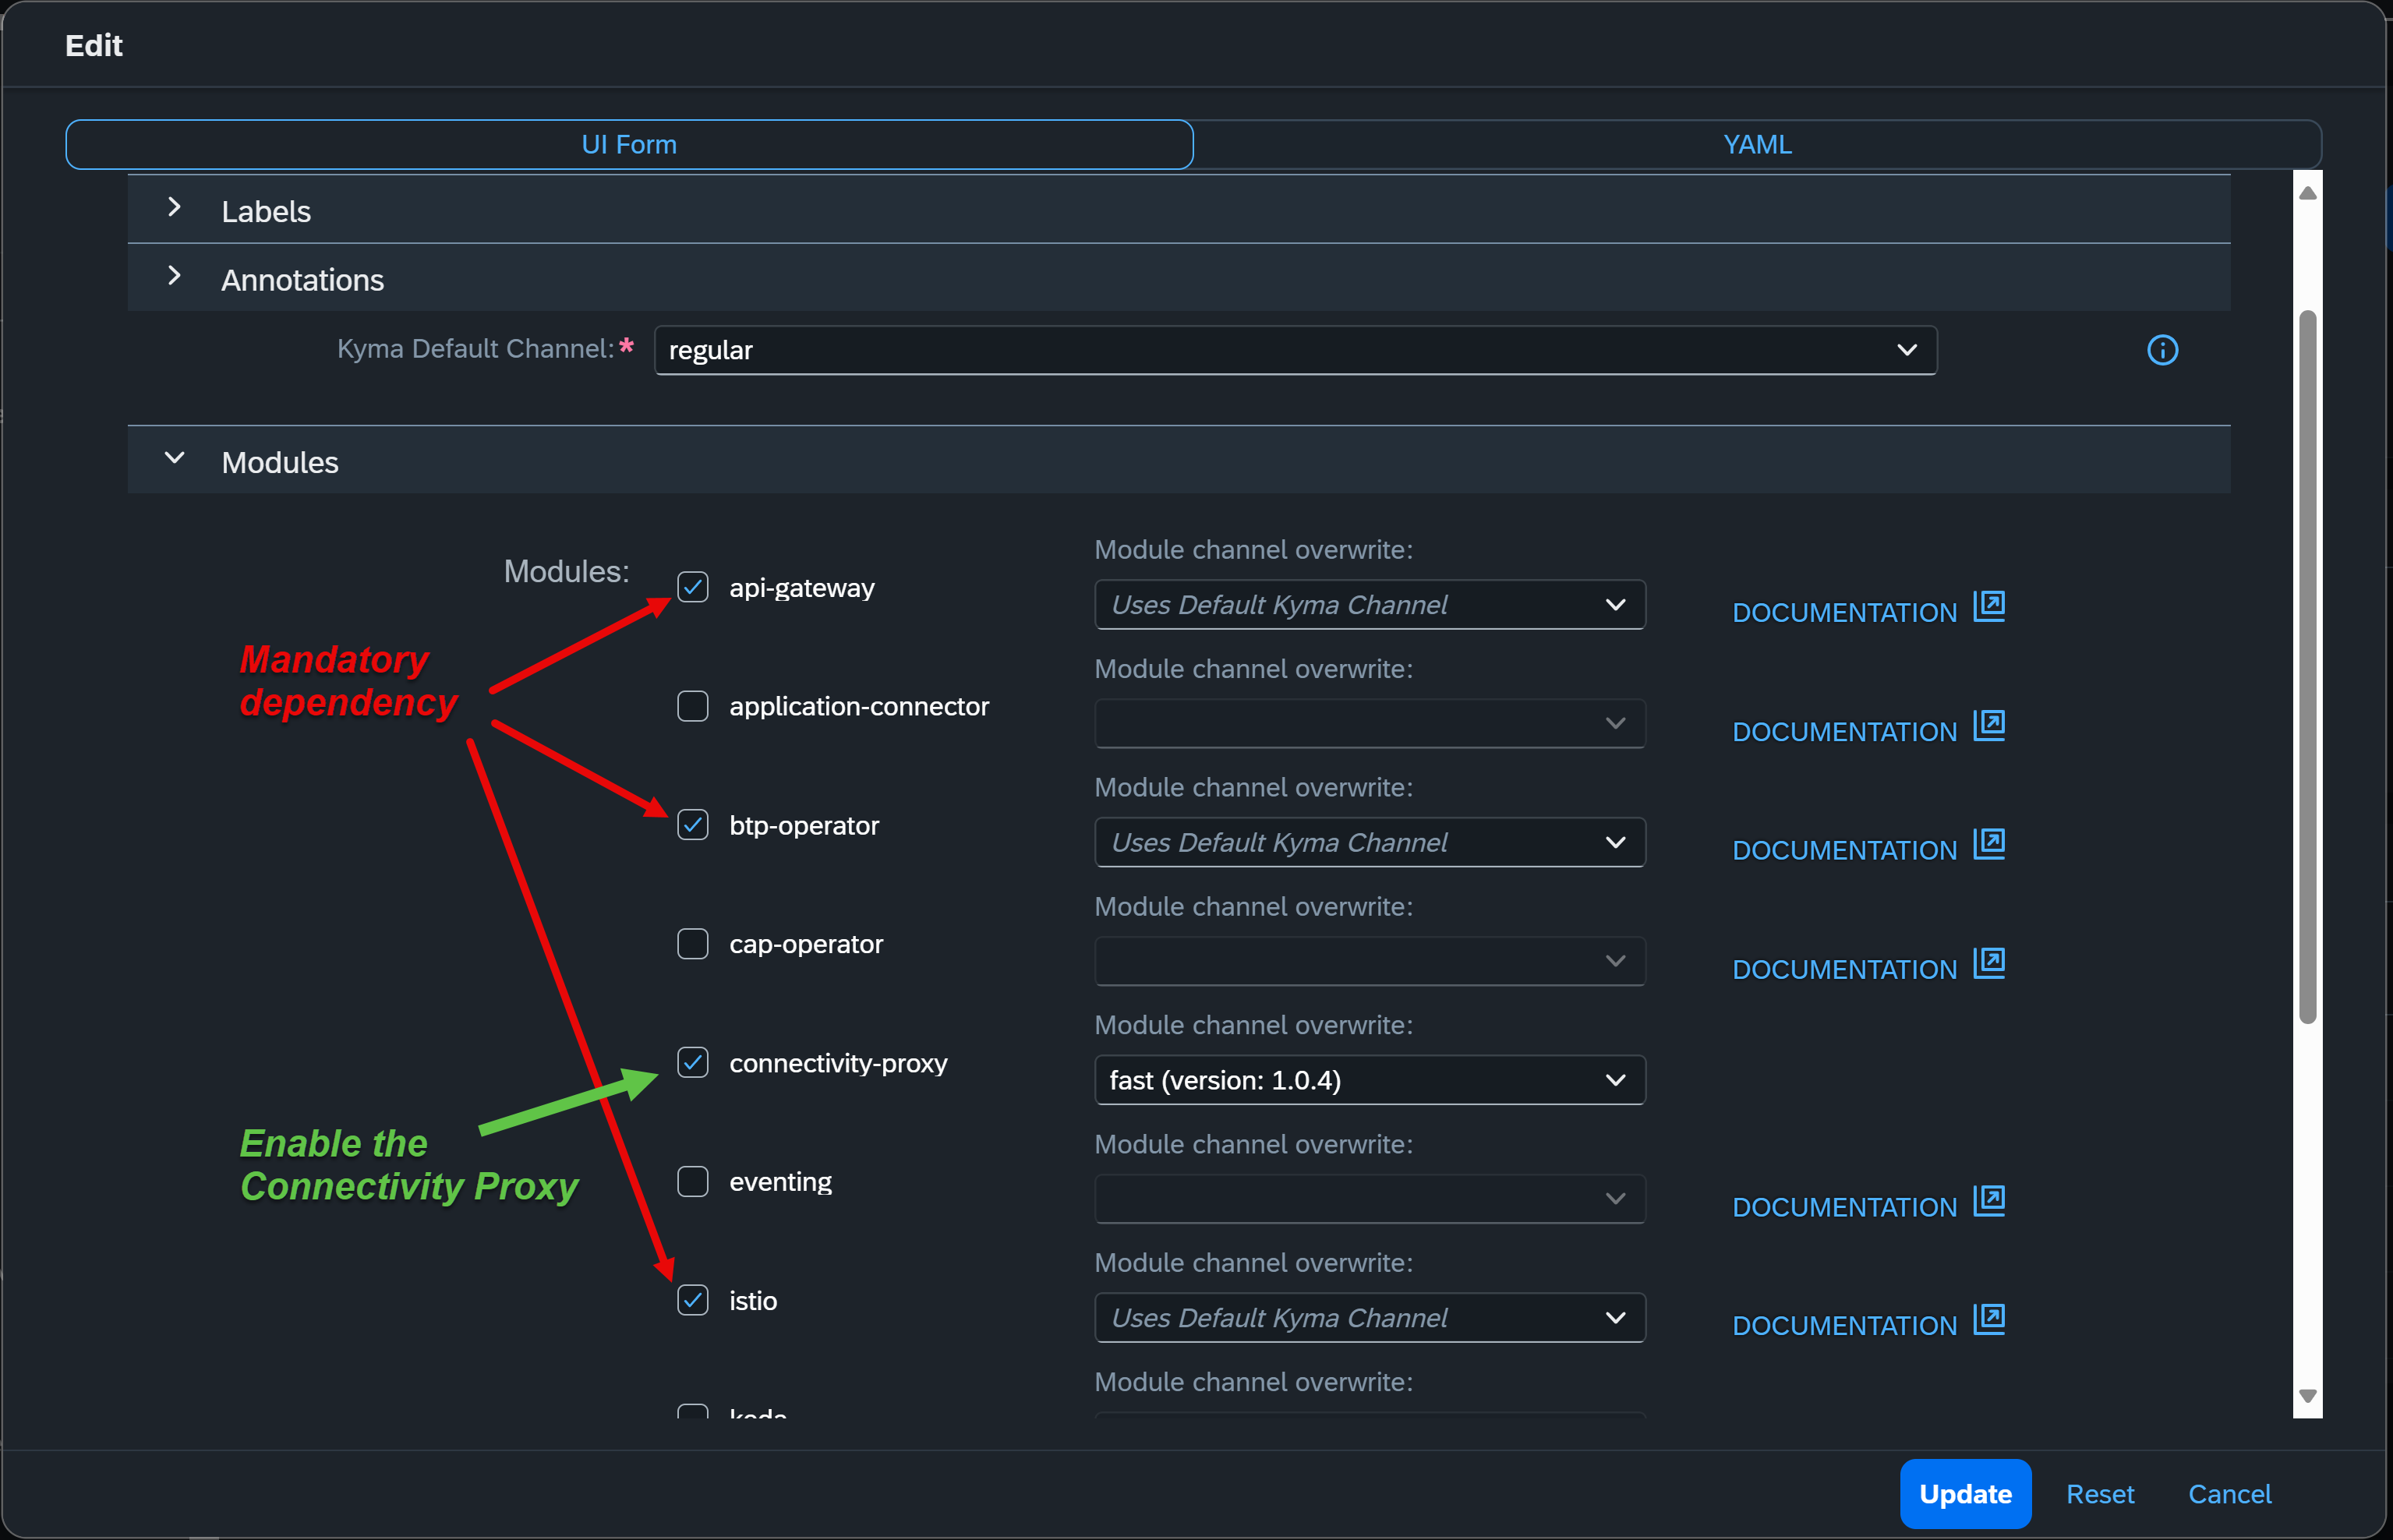 Edit
UI Form
YAML
Labels
Annotations
Kyma Default Channel:*
regular
Modules
Modules:
api-gateway
Module channel overwrite:
Uses Default Kyma Channel
DOCUMENTATION
Mandatory
dependency
application-connector
Module channel overwrite:
DOCUMENTATION
btp-operator
Module channel overwrite:
Uses Default Kyma Channel
DOCUMENTATION
cap-operator
Module channel overwrite:
DOCUMENTATION
connectivity-proxy
Module channel overwrite:
fast (version: 1.0.4)
Enable the
Connectivity Proxy
eventing
Module channel overwrite:
DOCUMENTATION
istio
Module channel overwrite:
Uses Default Kyma Channel
DOCUMENTATION
keda
Module channel overwrite:
Update
Reset
Cancel